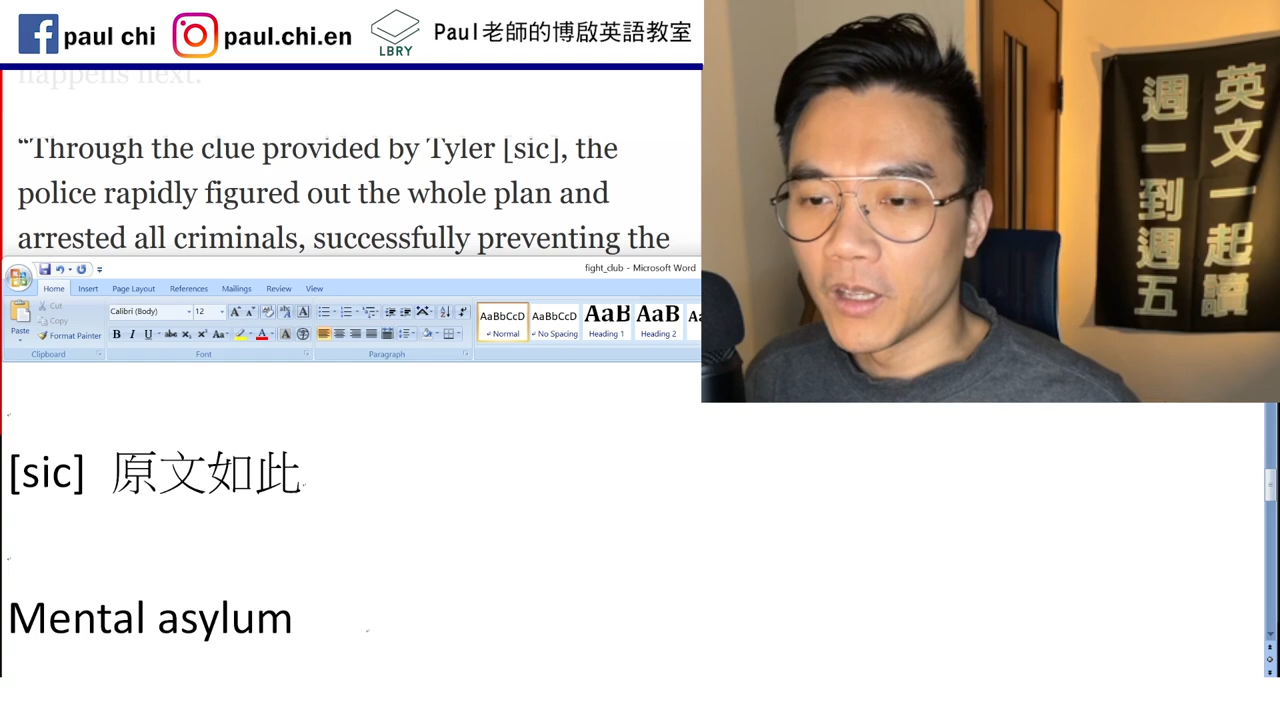 paul chi paul.chi.en LBRY Paul老師的博啟英語教室
happens next.
“Through the clue provided by Tyler [sic], the
police rapidly figured out the whole plan and
arrested all criminals, successfully preventing the
fight_club - Microsoft Word
Home Insert Page Layout References Mailings Review View
Cut
Copy
Paste Format Painter
Clipboard
Calibri (Body) 12
Font
Paragraph
AaBbCcD AaBbCcD AaBb AaB
Normal No Spacing Heading 1 Heading 2
[sic] 原文如此
Mental asylum
英文一起讀
週一到週五